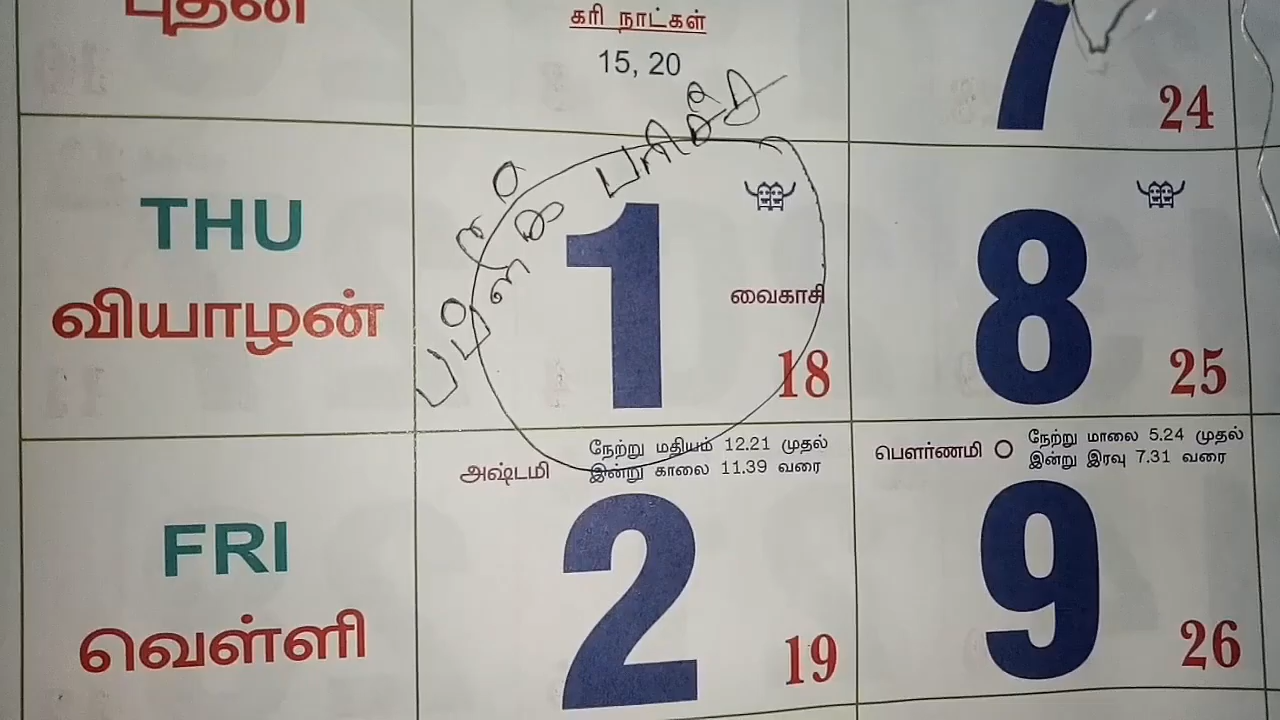 புதன்
கரி நாட்கள்
15, 20
7
24
THU
வியாழன்
1
வைகாசி
18
8
25
FRI
வெள்ளி
அஷ்டமி
நேற்று மதியம் 12.21 முதல்
இன்று காலை 11.39 வரை
2
19
பௌர்ணமி
நேற்று மாலை 5.24 முதல்
இன்று இரவு 7.31 வரை
9
26